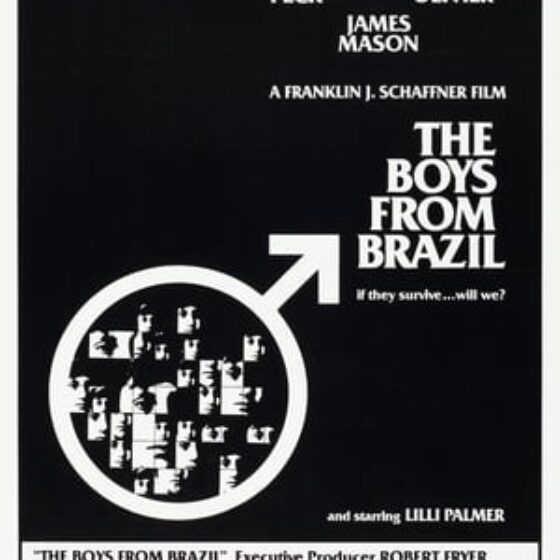 JAMES
MASON
A FRANKLIN J. SCHAFFNER FILM
THE
BOYS
FROM
BRAZIL
if they survive...will we?
and starring LILLI PALMER
"THE BOYS FROM BRAZIL" Executive Producer ROBERT FRYER